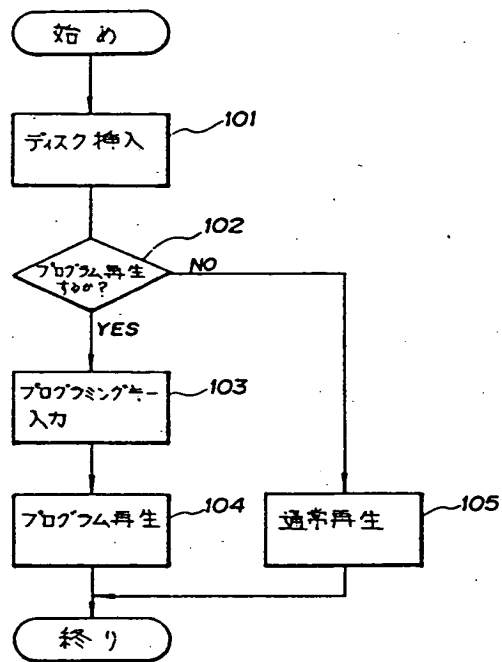 始め
ディスク挿入
101
プログラム再生
するか?
102
NO
YES
プログラミングキー
入力
103
プログラム再生
104
通常再生
105
終り